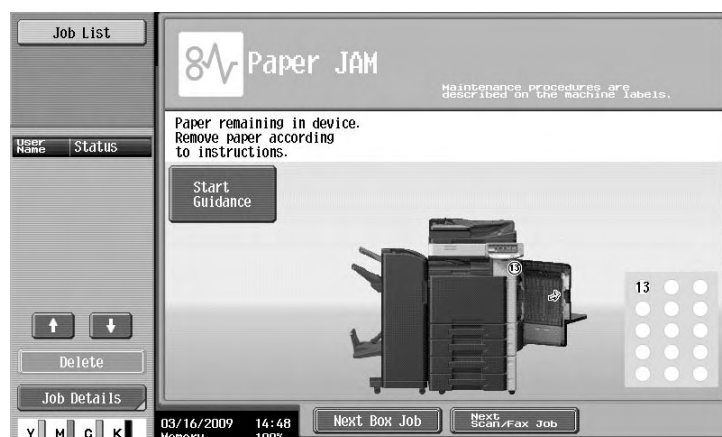 Job List
Paper JAM
Maintenance procedures are
described on the machine labels.
Paper remaining in device.
Remove paper according
to instructions.
User
Name
Status
Start
Guidance
13
13
Delete
Job Details
Y M C K
03/16/2009 14:48
Memory 100%
Next Box Job
Next
Scan/Fax Job